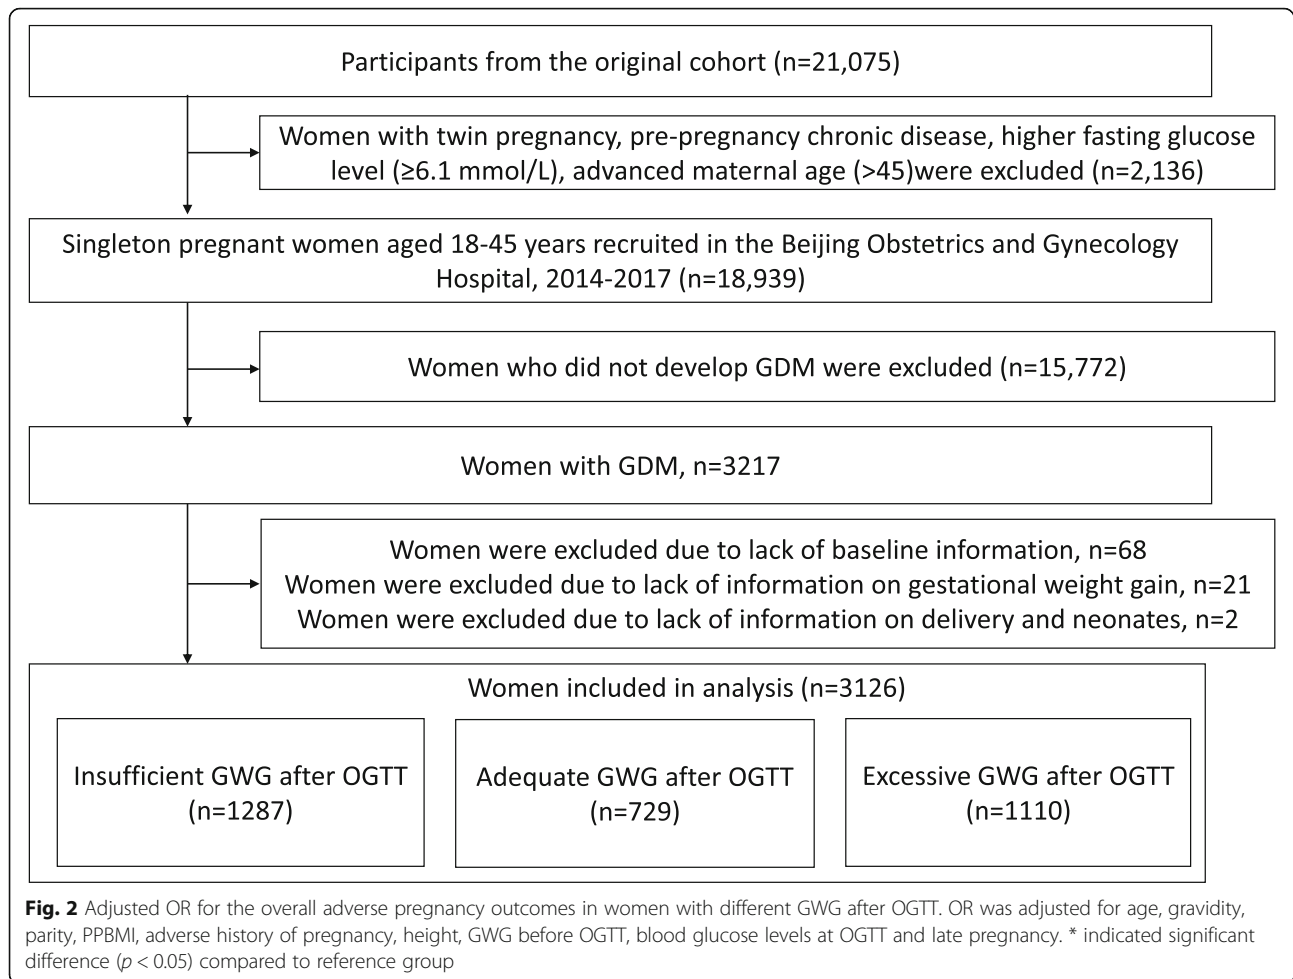 Participants from the original cohort (n=21,075)
Women with twin pregnancy, pre-pregnancy chronic disease, higher fasting glucose
level (≥6.1 mmol/L), advanced maternal age (>45)were excluded (n=2,136)
Singleton pregnant women aged 18-45 years recruited in the Beijing Obstetrics and Gynecology
Hospital, 2014-2017 (n=18,939)
Women who did not develop GDM were excluded (n=15,772)
Women with GDM, n=3217
Women were excluded due to lack of baseline information, n=68
Women were excluded due to lack of information on gestational weight gain, n=21
Women were excluded due to lack of information on delivery and neonates, n=2
Women included in analysis (n=3126)
Insufficient GWG after OGTT
(n=1287)
Adequate GWG after OGTT
(n=729)
Excessive GWG after OGTT
(n=1110)
Fig. 2 Adjusted OR for the overall adverse pregnancy outcomes in women with different GWG after OGTT. OR was adjusted for age, gravidity,
parity, PPBMI, adverse history of pregnancy, height, GWG before OGTT, blood glucose levels at OGTT and late pregnancy. * indicated significant
difference (p < 0.05) compared to reference group